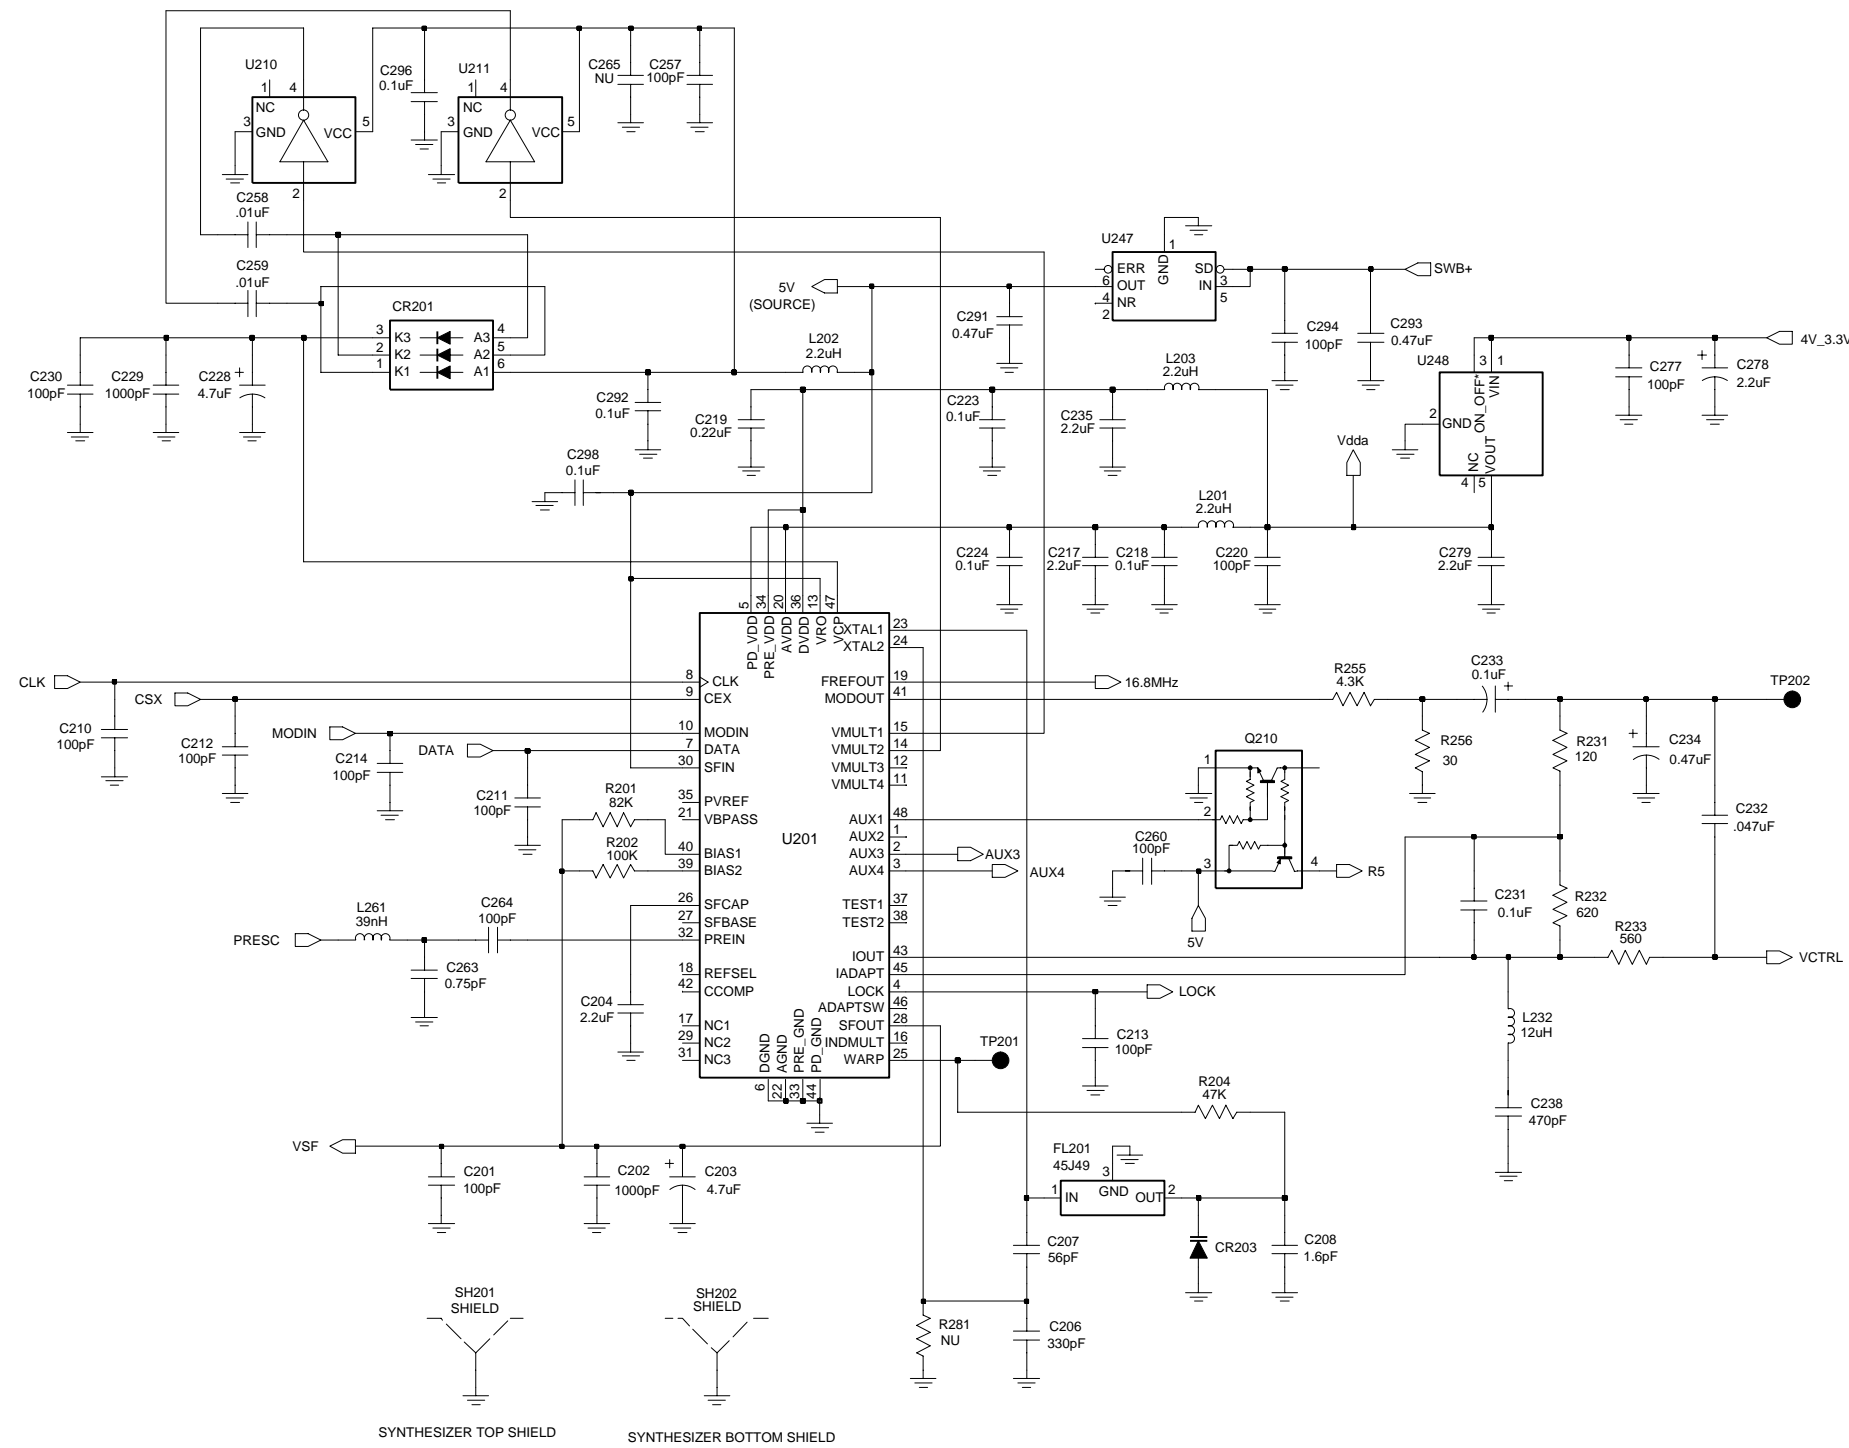 U210
1 4
NC
3
GND
VCC
5
2
C296
0.1uF
U211
1 4
NC
3
GND
VCC
5
2
C265
NU
C257
100pF
C258
.01uF
C259
.01uF
CR201
3 K3 A3 4
2 K2 A2 5
1 K1 A1 6
C230
100pF
C229
1000pF
C228
4.7uF
+
5V
(SOURCE)
L202
2.2uH
C291
0.47uF
U247
1
GND
ERR
6 OUT
4 NR
2
SD
IN 3
5
SWB+
C294
100pF
C293
0.47uF
4V_3.3V
U248
3 1
ON_OFF*
VIN
2
GND
NC
VOUT
4 5
C277
100pF
+
C278
2.2uF
C292
0.1uF
C219
0.22uF
C223
0.1uF
C235
2.2uF
L203
2.2uH
Vdda
C298
0.1uF
L201
2.2uH
C224
0.1uF
C217
2.2uF
C218
0.1uF
C220
100pF
C279
2.2uF
5 34 20 36 13 47
PD_VDD
PRE_VDD
AVDD
DVDD
VRO
VCP
XTAL1 23
XTAL2 24
CLK
8 CLK
FREFOUT 19
16.8MHz
CSX
9 CEX
MODOUT 41
R255
4.3K
C233
0.1uF
+
TP202
C210
100pF
C212
100pF
MODIN
10 MODIN
VMULT1 15
C214
100pF
DATA
7 DATA
VMULT2 14
30 SFIN
VMULT3 12
VMULT4 11
C211
100pF
R201
82K
35 PVREF
21 VBPASS
R202
100K
40 BIAS1
39 BIAS2
U201
AUX1 48
AUX2 1
AUX3 2
AUX3
AUX4 3
AUX4
Q210
1
2
3
4
R5
C260
100pF
5V
R256
30
R231
120
+
C234
0.47uF
C232
.047uF
26 SFCAP
27 SFBASE
32 PREIN
TEST1 37
TEST2 38
PRESC
L261
39nH
C264
100pF
C263
0.75pF
C231
0.1uF
R232
620
R233
560
IOUT 43
VCTRL
18 REFSEL
42 CCOMP
IADAPT 45
LOCK 4
LOCK
ADAPTSW 46
C204
2.2uF
17 NC1
29 NC2
31 NC3
SFOUT 28
INDMULT 16
WARP 25
TP201
C213
100pF
L232
12uH
DGND
AGND
PRE_GND
PD_GND
6 22 33 44
R204
47K
C238
470pF
VSF
C201
100pF
C202
1000pF
+
C203
4.7uF
FL201
45J49
3
1 IN GND OUT 2
C207
56pF
CR203
C208
1.6pF
SH201
SHIELD
SH202
SHIELD
R281
NU
C206
330pF
SYNTHESIZER TOP SHIELD
SYNTHESIZER BOTTOM SHIELD